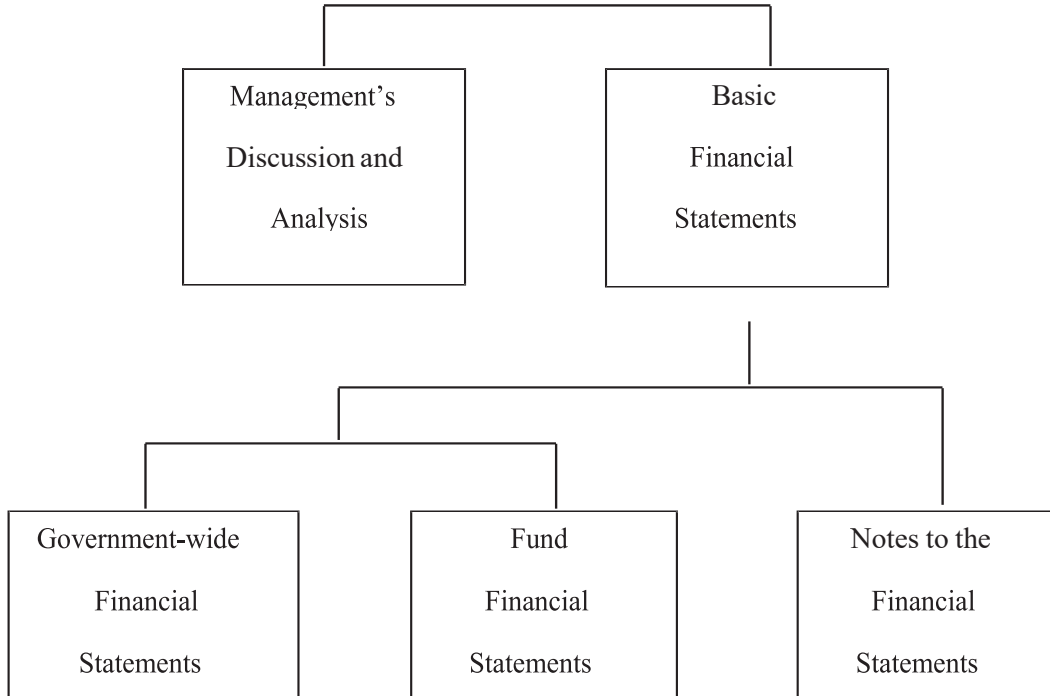 Management’s
Discussion and
Analysis
Basic
Financial
Statements
Government-wide
Financial
Statements
Fund
Financial
Statements
Notes to the
Financial
Statements